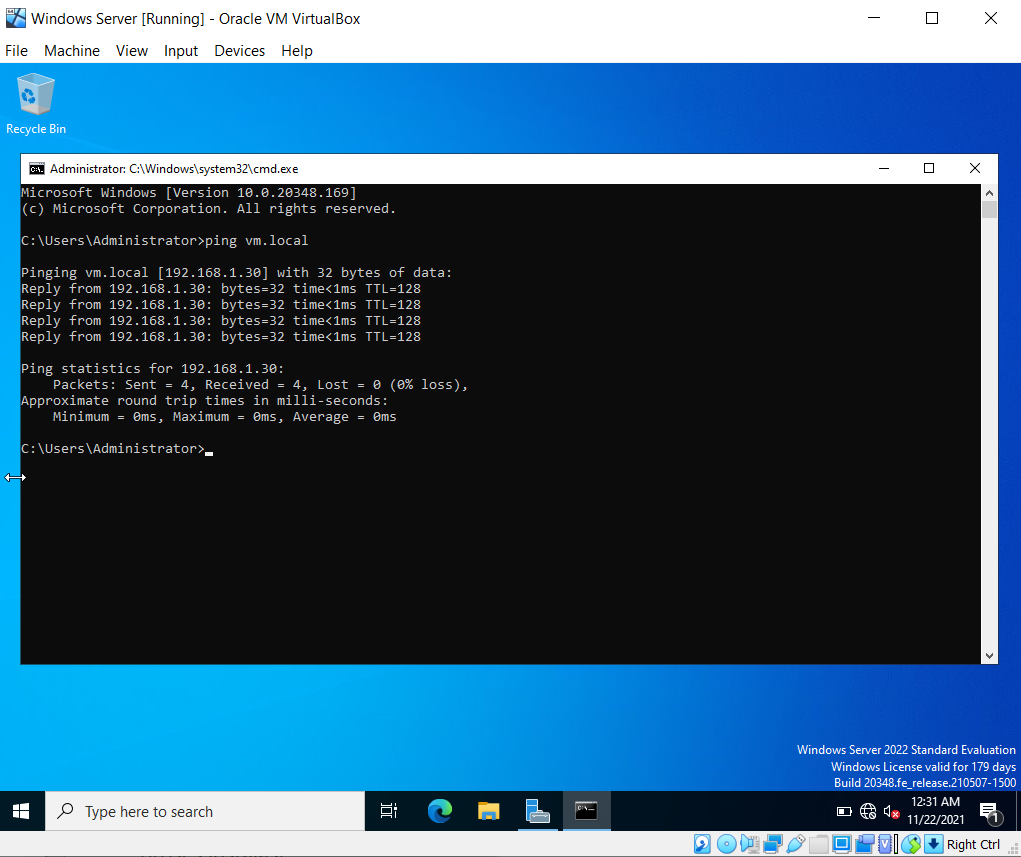 Windows Server [Running] - Oracle VM VirtualBox
File Machine View Input Devices Help
Recycle Bin
Administrator: C:\Windows\system32\cmd.exe
Microsoft Windows [Version 10.0.20348.169]
(c) Microsoft Corporation. All rights reserved.
C:\Users\Administrator>ping vm.local
Pinging vm.local [192.168.1.30] with 32 bytes of data:
Reply from 192.168.1.30: bytes=32 time<1ms TTL=128
Reply from 192.168.1.30: bytes=32 time<1ms TTL=128
Reply from 192.168.1.30: bytes=32 time<1ms TTL=128
Reply from 192.168.1.30: bytes=32 time<1ms TTL=128
Ping statistics for 192.168.1.30:
    Packets: Sent = 4, Received = 4, Lost = 0 (0% loss),
Approximate round trip times in milli-seconds:
    Minimum = 0ms, Maximum = 0ms, Average = 0ms
C:\Users\Administrator>
Windows Server 2022 Standard Evaluation
Windows License valid for 179 days
Build 20348.fe_release.210507-1500
Type here to search
12:31 AM
11/22/2021
1
Right Ctrl